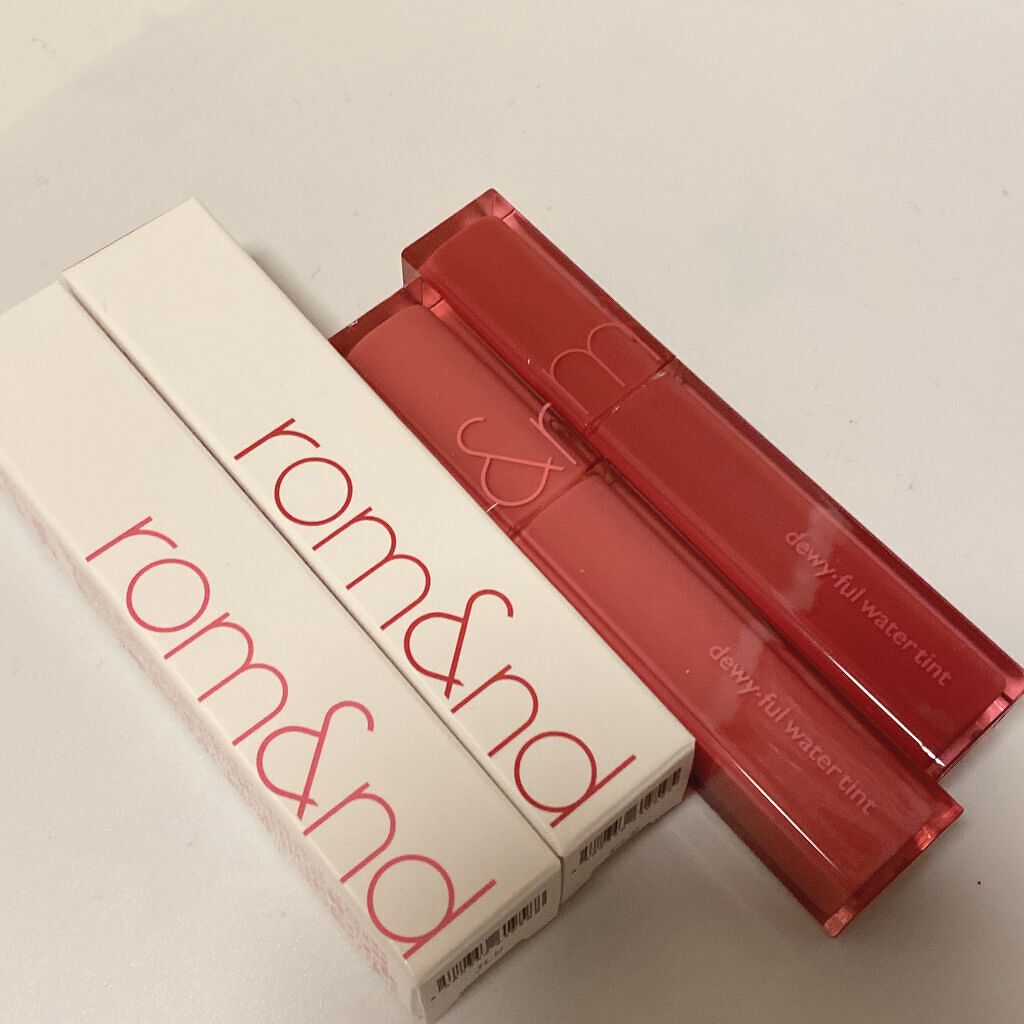 rom&nd
rom&nd
&r
m
dewy·ful water tint
dewy·ful water tint